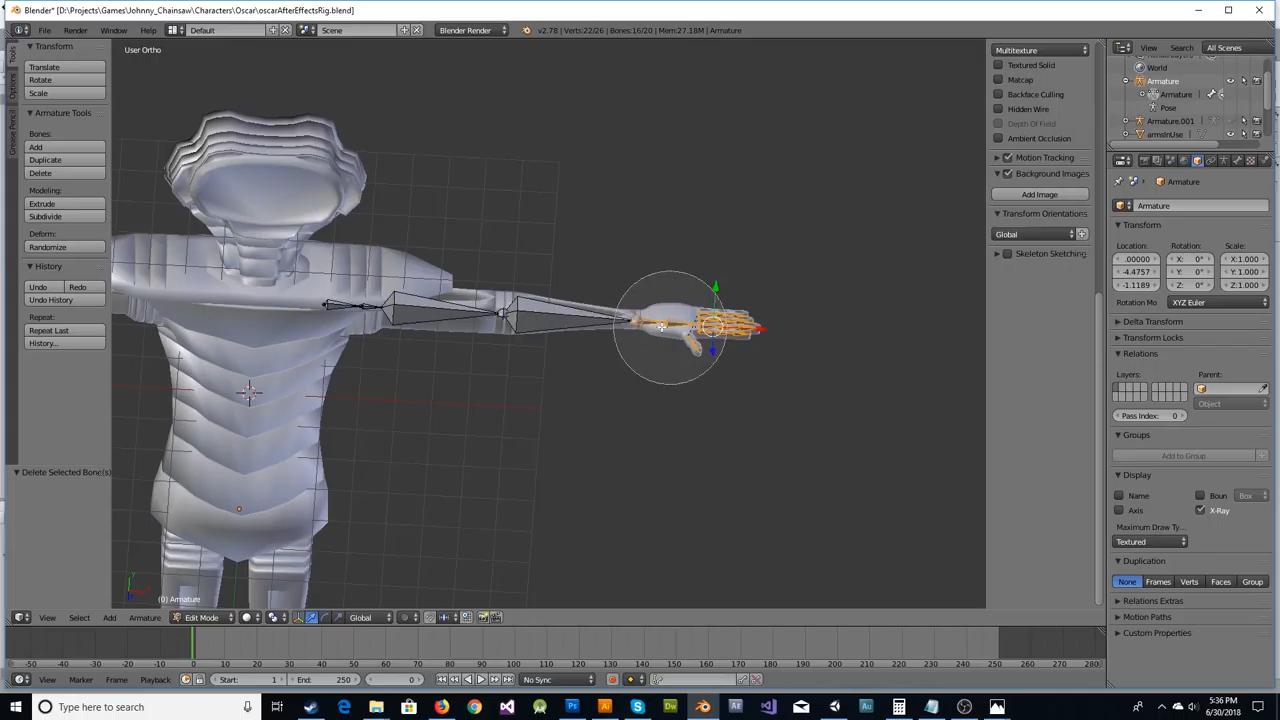 Blender* [D:\Projects\Games\Johnny_Chainsaw\Characters\Oscar\oscarAfterEffectsRig.blend]
File Render Window Help Default Scene Blender Render v2.78 | Verts:22/26 | Bones:16/20 | Mem:27.18M | Armature
View Search All Scenes
User Ortho
Tools
Options
Grease Pencil
Transform
Translate
Rotate
Scale
Armature Tools
Bones:
Add
Duplicate
Delete
Modeling:
Extrude
Subdivide
Deform:
Randomize
History
Undo Redo
Undo History
Repeat:
Repeat Last
History...
Delete Selected Bone(s)
(0) Armature
View Select Add Armature Edit Mode Global
Multitexture
Textured Solid
Matcap
Backface Culling
Hidden Wire
Depth Of Field
Ambient Occlusion
Motion Tracking
Background Images
Add Image
Transform Orientations
Global
Skeleton Sketching
World
Armature
Armature
Pose
Armature.001
armsInUse
Armature
Armature
Transform
Location: Rotation: Scale:
.00000 X: 0° X:1.000
-4.4757 Y: 0° Y:1.000
-1.1189 Z: 0° Z:1.000
Rotation Mo XYZ Euler
Delta Transform
Transform Locks
Relations
Layers: Parent:
Object
Pass Index: 0
Groups
Add to Group
Display
Name Boun Box
Axis X-Ray
Maximum Draw Ty...
Textured
Duplication
None Frames Verts Faces Group
Relations Extras
Motion Paths
Custom Properties
-50 -40 -30 -20 -10 0 10 20 30 40 50 60 70 80 90 100 110 120 130 140 150 160 170 180 190 200 210 220 230 240 250 260 270 280
View Marker Frame Playback Start: 1 End: 250 0 No Sync
Type here to search
5:36 PM
6/30/2018